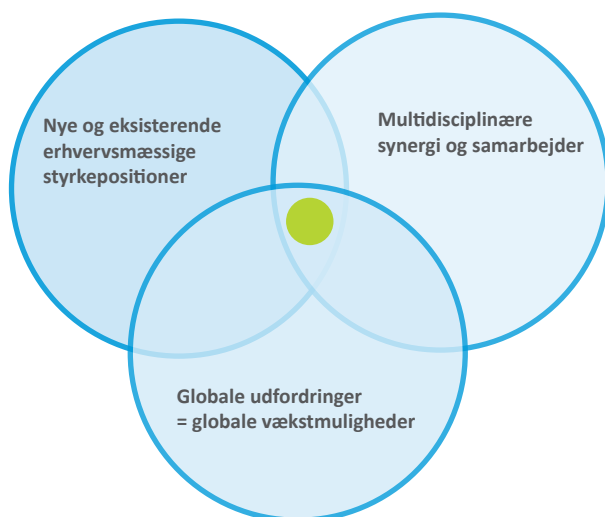 Nye og eksisterende
erhvervsmæssige
styrkepositioner
Multidisciplinære
synergi og samarbejder
Globale udfordringer
= globale vækstmuligheder